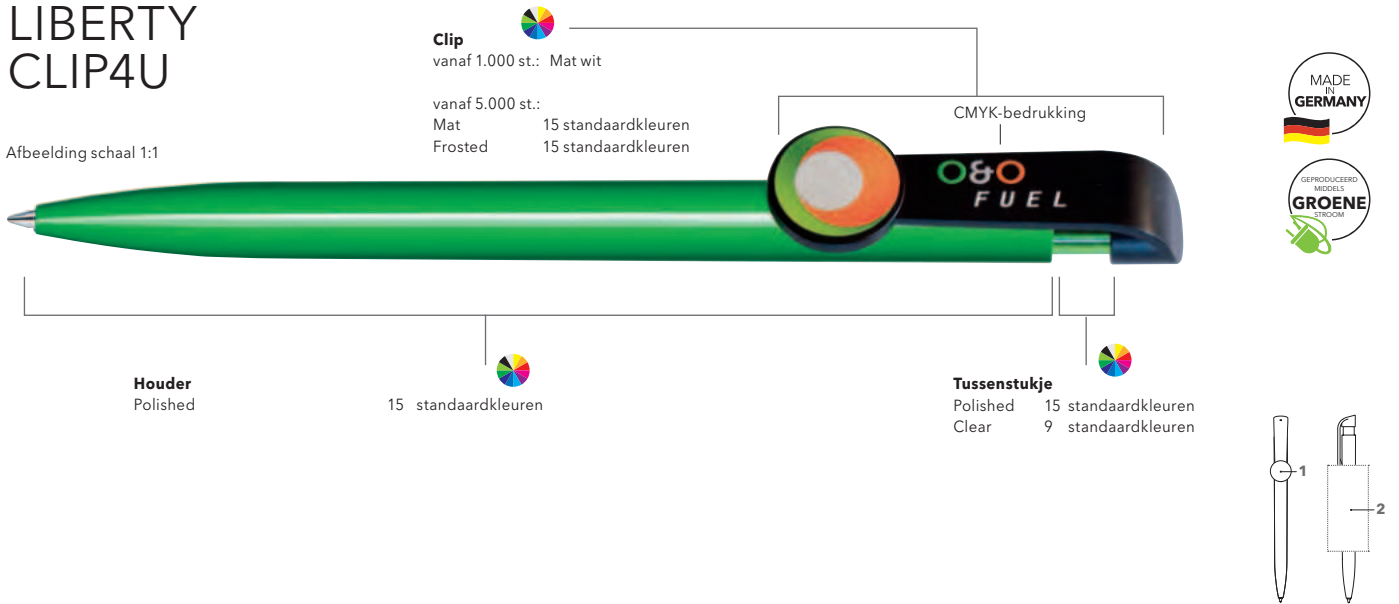 LIBERTY
CLIP4U
Afbeelding schaal 1:1
Clip
vanaf 1.000 st.: Mat wit
vanaf 5.000 st.:
Mat 15 standaardkleuren
Frosted 15 standaardkleuren
CMYK-bedrukking
O&O
FUEL
MADE
IN
GERMANY
GEPRODUCEERD
MIDDELS
GROENE
STROOM
Houder
Polished 15 standaardkleuren
Tussenstukje
Polished 15 standaardkleuren
Clear 9 standaardkleuren
1
2